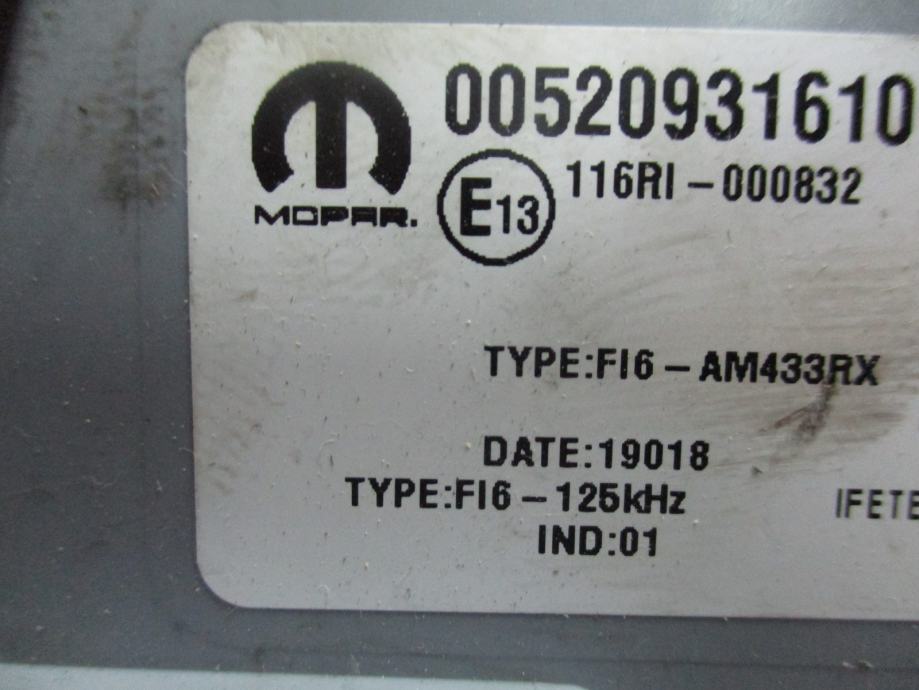 00520931610
MOPAR.
E13
116RI-000832
TYPE:FI6-AM433RX
DATE:19018
TYPE:FI6-125kHz
IFETE
IND:01